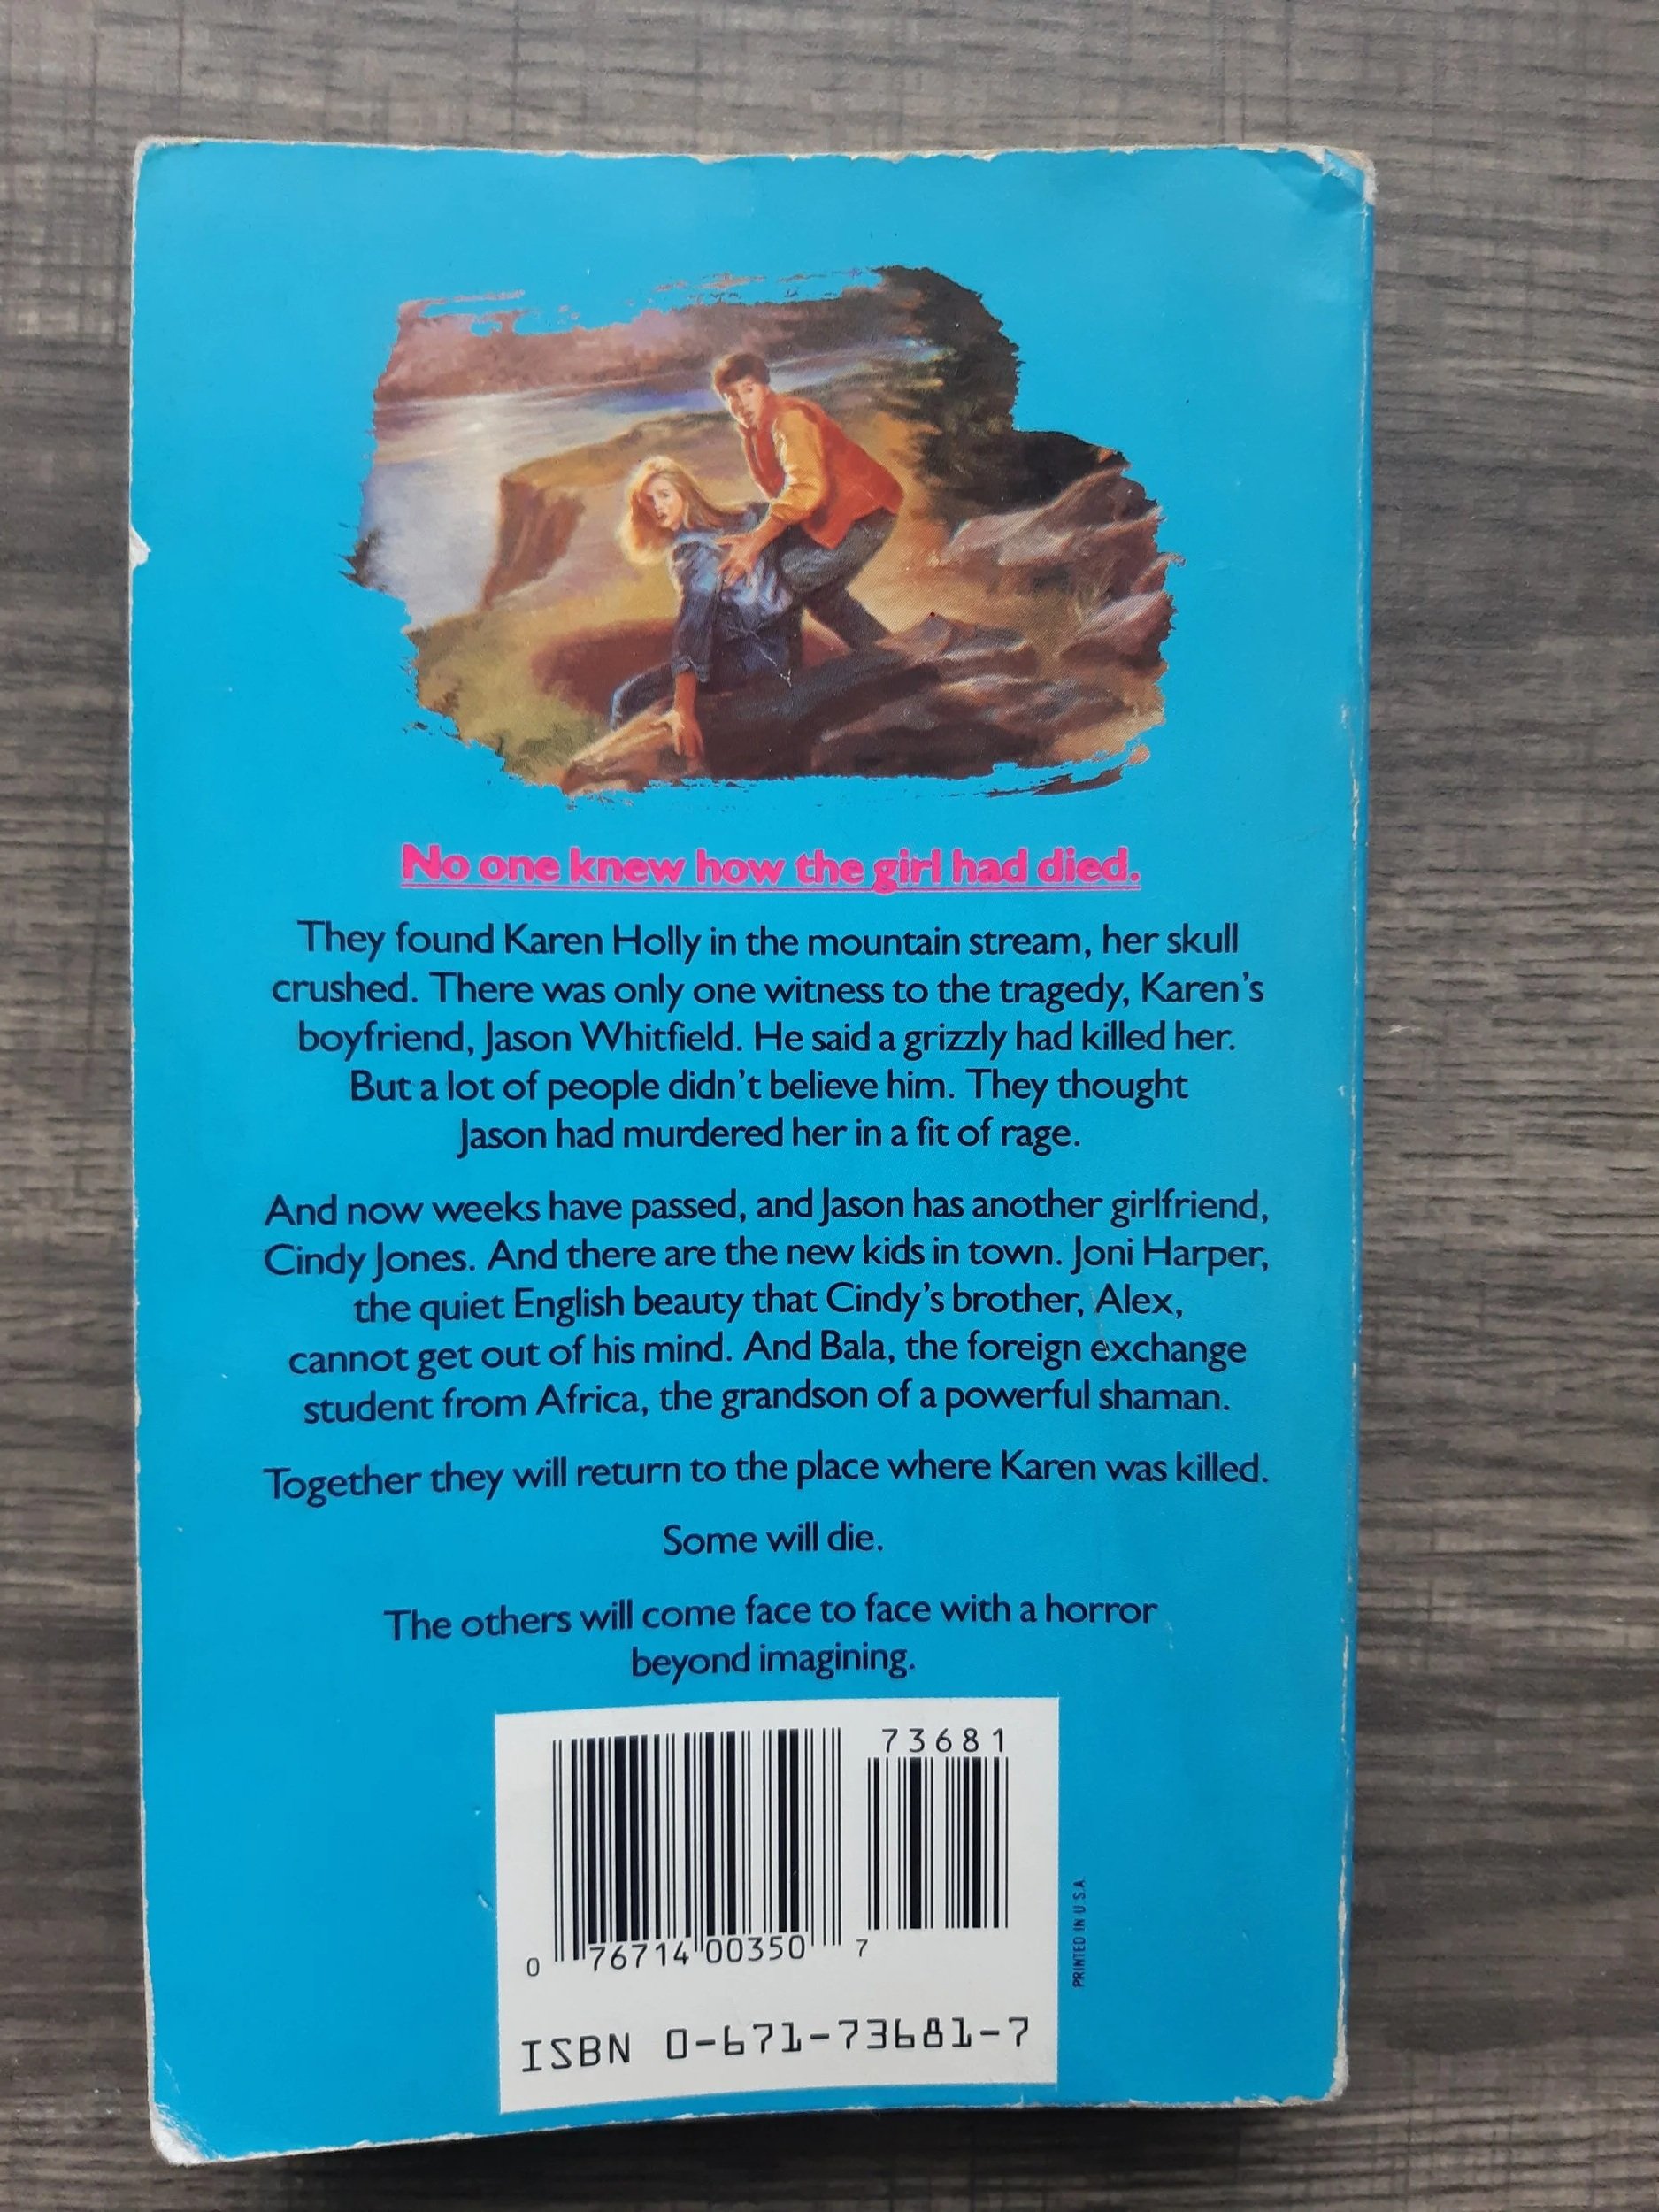 No one knew how the girl had died.
They found Karen Holly in the mountain stream, her skull
crushed. There was only one witness to the tragedy, Karen's
boyfriend, Jason Whitfield. He said a grizzly had killed her.
But a lot of people didn't believe him. They thought
Jason had murdered her in a fit of rage.
And now weeks have passed, and Jason has another girlfriend,
Cindy Jones. And there are the new kids in town. Joni Harper,
the quiet English beauty that Cindy's brother, Alex,
cannot get out of his mind. And Bala, the foreign exchange
student from Africa, the grandson of a powerful shaman.
Together they will return to the place where Karen was killed.
Some will die.
The others will come face to face with a horror
beyond imagining.
73681
0 76714 00350 7
ISBN 0-671-73681-7
PRINTED IN U.S.A.